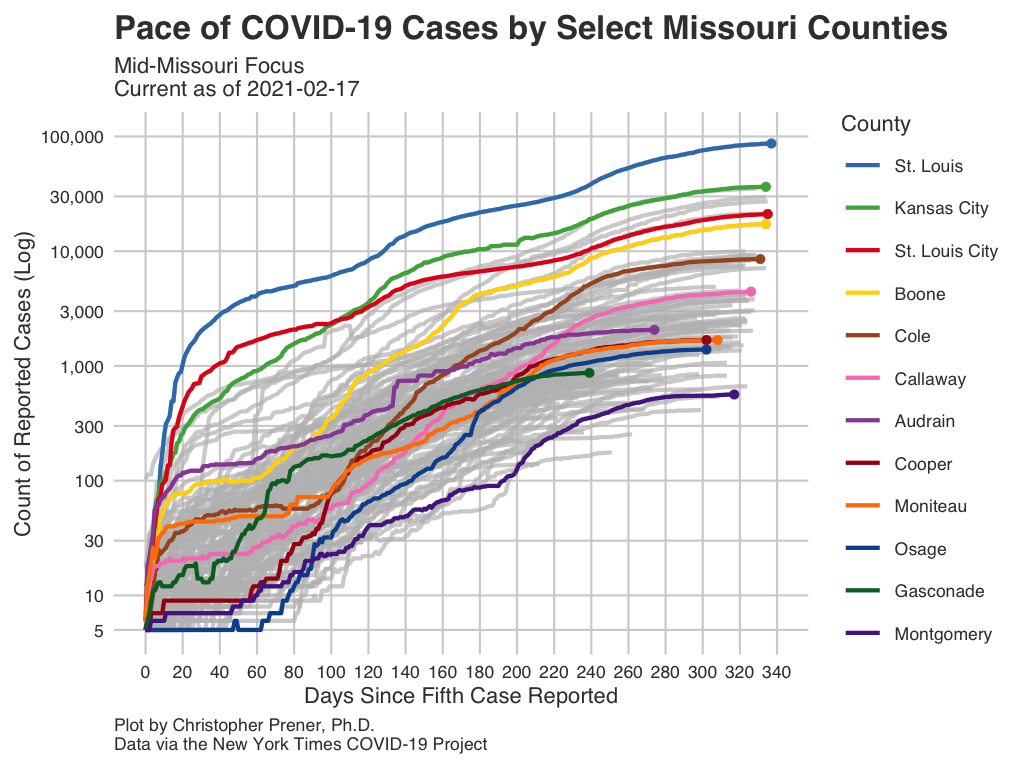 Pace of COVID-19 Cases by Select Missouri Counties
Mid-Missouri Focus
Current as of 2021-02-17
Count of Reported Cases (Log)
100,000
30,000
10,000
3,000
1,000
300
100
30
10
5
0 20 40 60 80 100 120 140 160 180 200 220 240 260 280 300 320 340
Days Since Fifth Case Reported
County
St. Louis
Kansas City
St. Louis City
Boone
Cole
Callaway
Audrain
Cooper
Moniteau
Osage
Gasconade
Montgomery
Plot by Christopher Prener, Ph.D.
Data via the New York Times COVID-19 Project